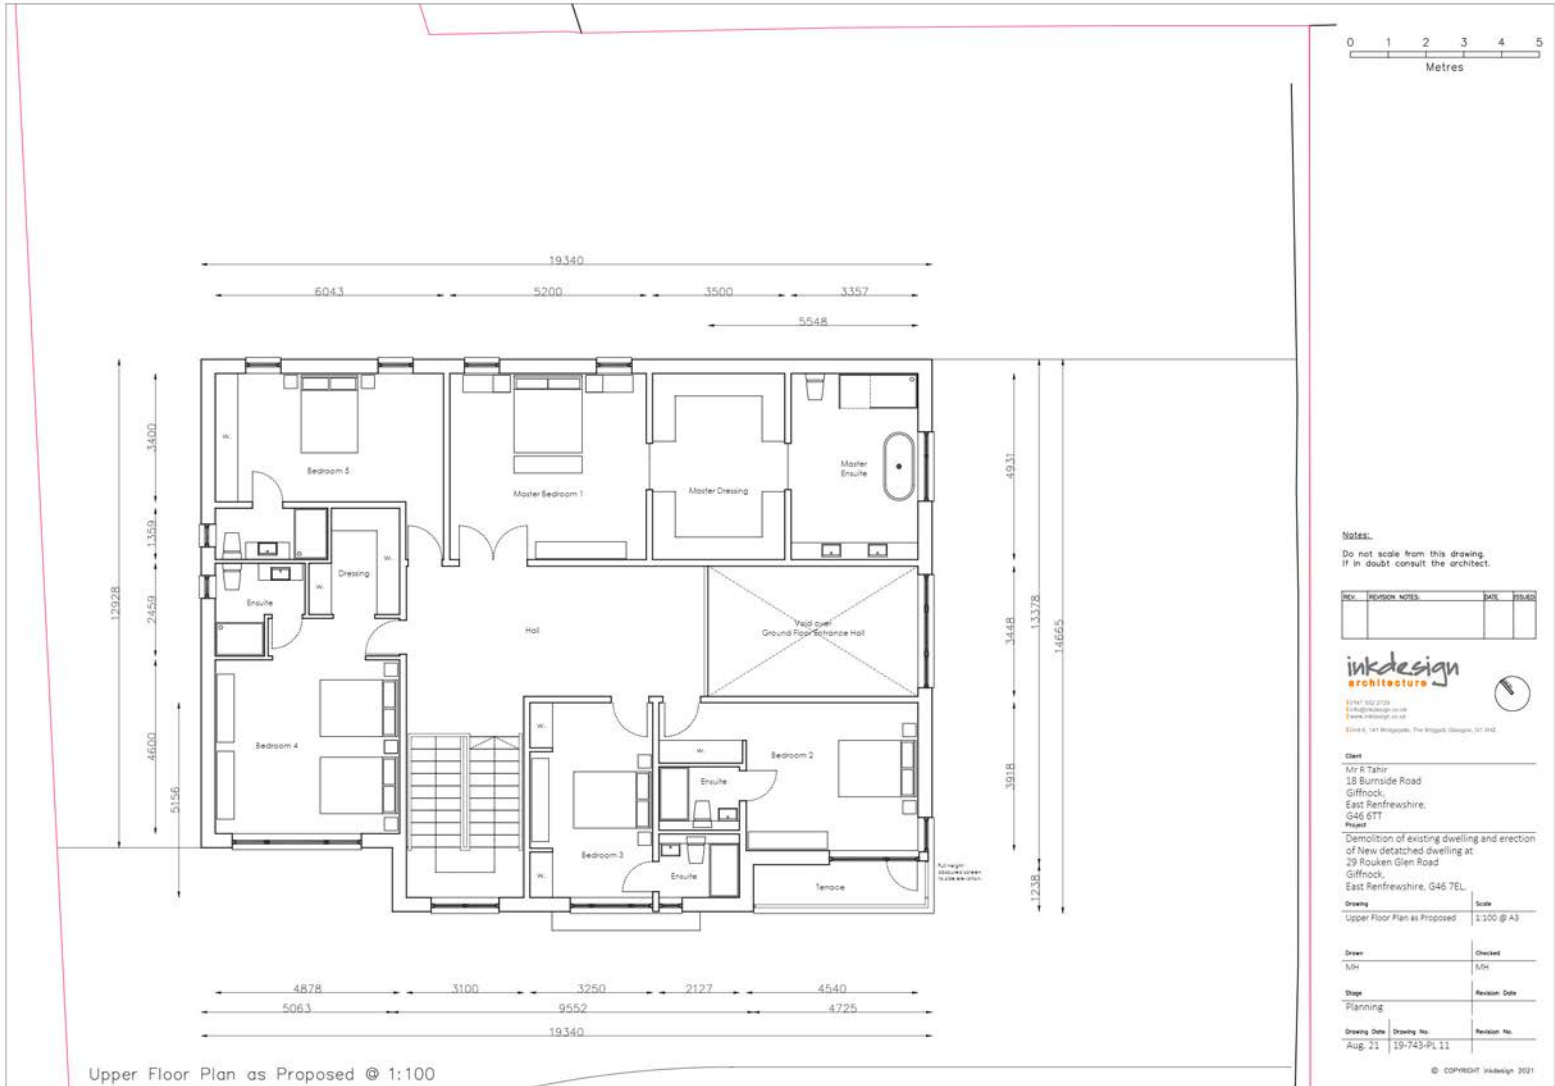 0 1 2 3 4 5
Metres
19340
6043 5200 3500 3357
5548
3400
1359
2459
4600
12928
5156
4931
3448
3918
13378
1238
14665
W.
Bedroom 5
Master Bedroom 1
Master Dressing
Master
Ensuite
W.
Dressing
W.
Ensuite
Hall
Void over
Ground Floor Entrance Hall
Bedroom 4
W.
W.
Bedroom 2
Ensuite
Bedroom 3
W.
Ensuite
Terrace
Full height
obscured screen
to side elevation.
4878 3100 3250 2127 4540
5063 9552 4725
19340
Upper Floor Plan as Proposed @ 1:100
Notes:
Do not scale from this drawing.
If in doubt consult the architect.
REV. REVISION NOTES: DATE ISSUED
inkdesign
architecture
Client
Mr R Tahir
18 Burnside Road
Giffnock,
East Renfrewshire,
G46 6TT
Project
Demolition of existing dwelling and erection
of New detatched dwelling at
29 Rouken Glen Road
Giffnock,
East Renfrewshire, G46 7EL.
Drawing Scale
Upper Floor Plan as Proposed 1:100 @ A3
Drawn Checked
MH MH
Stage Revision Date
Planning
Drawing Date Drawing No. Revision No.
Aug. 21 19-743-PL 11
© COPYRIGHT inkdesign 2021